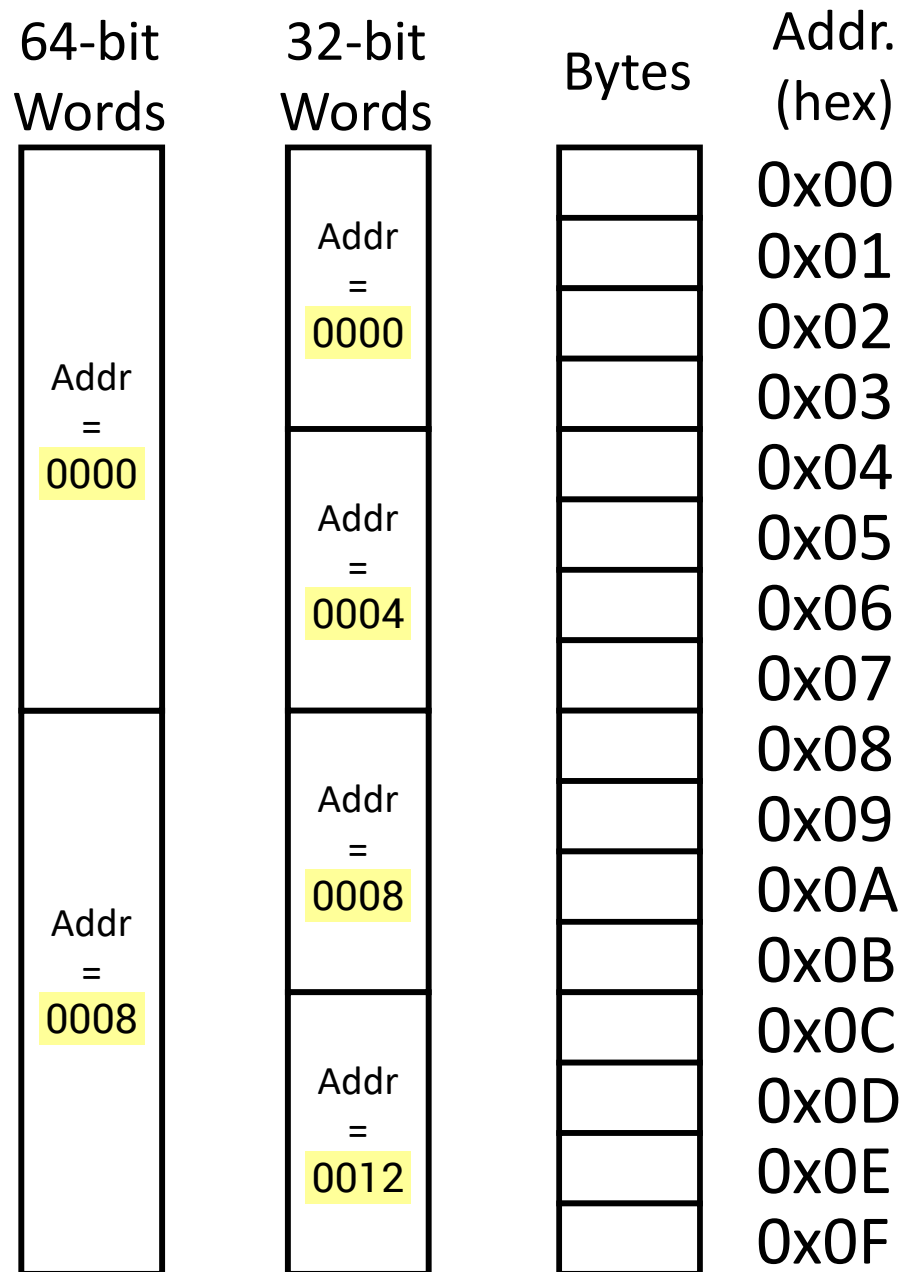 64-bit
Words
32-bit
Words
Bytes
Addr.
(hex)
Addr
=
0000
Addr
=
0008
Addr
=
0000
Addr
=
0004
Addr
=
0008
Addr
=
0012
0x00
0x01
0x02
0x03
0x04
0x05
0x06
0x07
0x08
0x09
0x0A
0x0B
0x0C
0x0D
0x0E
0x0F